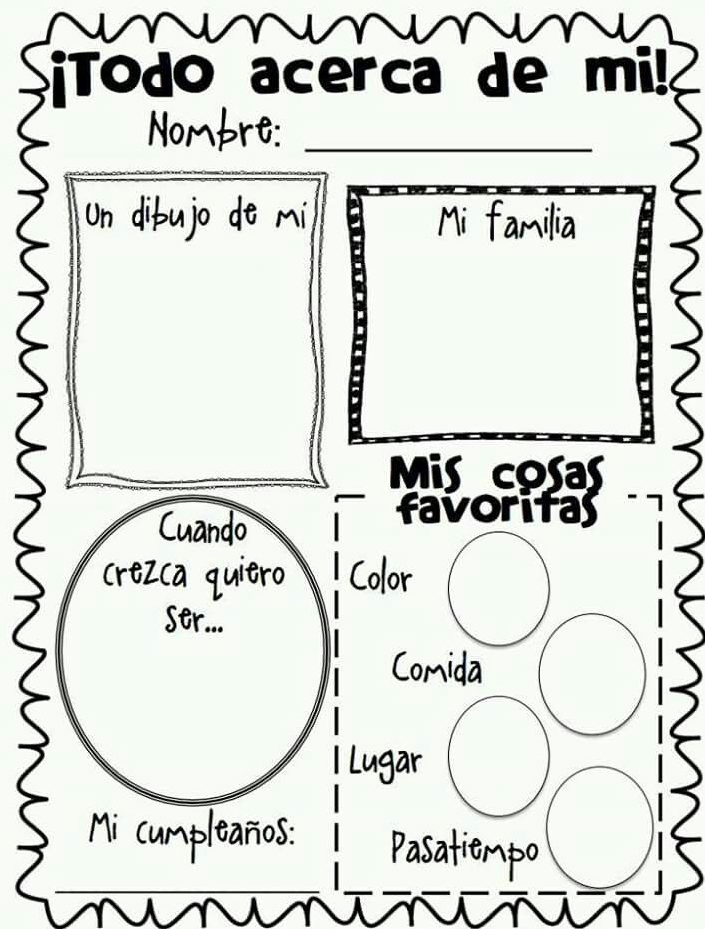 ¡Todo acerca de mi!
Nombre:
Un dibujo de mí
Mi familia
Cuando
crezca quiero
ser...
Mi cumpleaños:
Mis cosas
favoritas
Color
Comida
Lugar
Pasatiempo